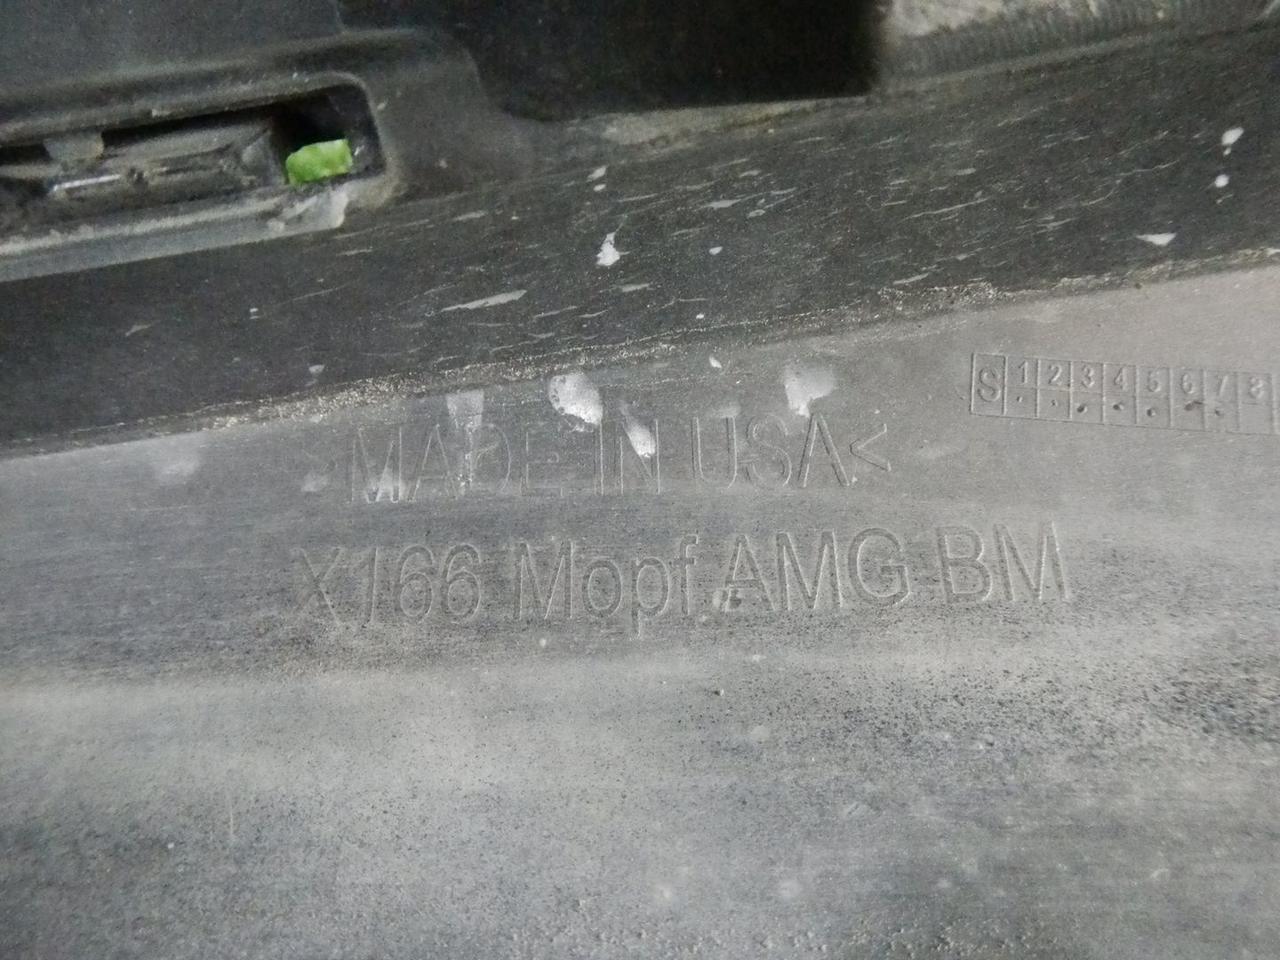 S 1 2 3 4 5 6 7 8
>MADE IN USA<
X166 Mopf AMG BM